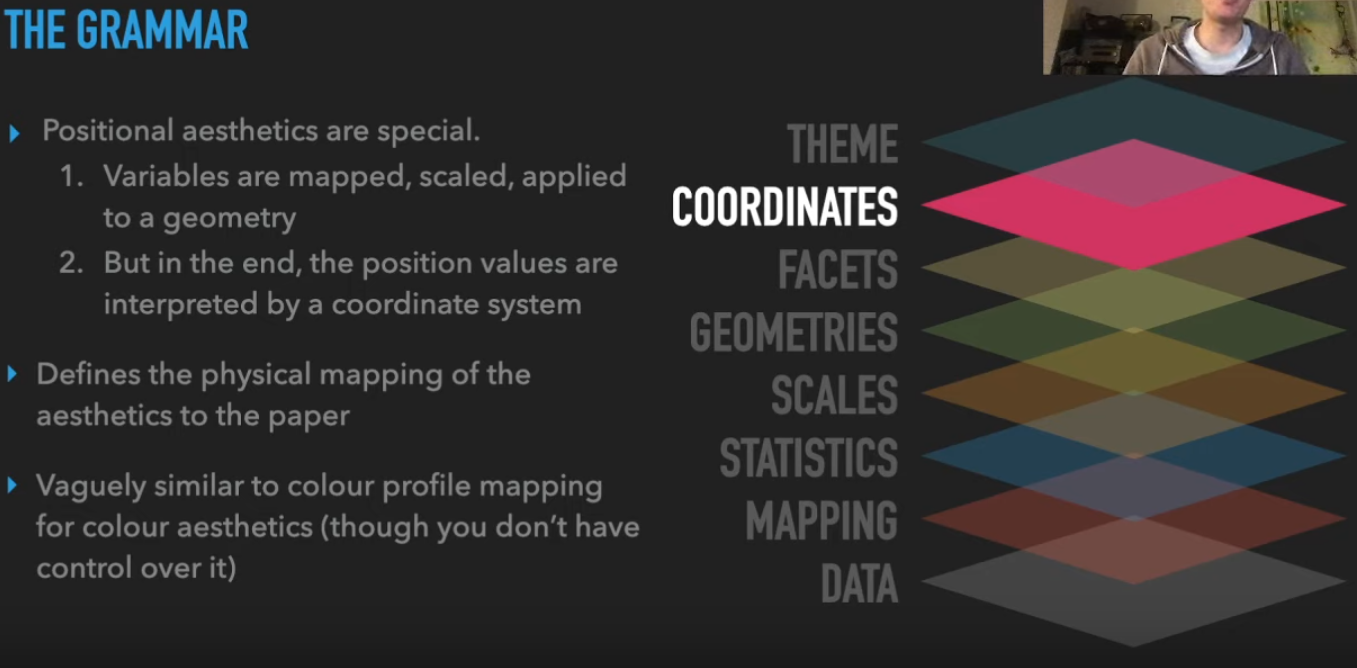 THE GRAMMAR
Positional aesthetics are special.
1. Variables are mapped, scaled, applied
to a geometry
2. But in the end, the position values are
interpreted by a coordinate system
Defines the physical mapping of the
aesthetics to the paper
Vaguely similar to colour profile mapping
for colour aesthetics (though you don't have
control over it)
THEME
COORDINATES
FACETS
GEOMETRIES
SCALES
STATISTICS
MAPPING
DATA